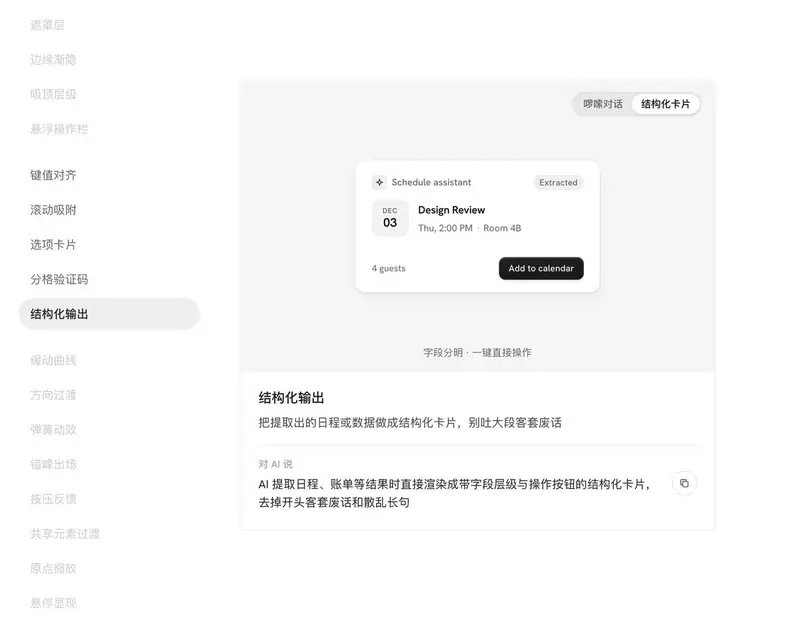 遮罩层
边缘渐隐
吸顶层级
悬浮操作栏
键值对齐
滚动吸附
选项卡片
分格验证码
结构化输出
缓动曲线
方向过渡
弹簧动效
错峰出场
按压反馈
共享元素过渡
原点缩放
悬停显现
啰嗦对话
结构化卡片
Schedule assistant
Extracted
DEC
03
Design Review
Thu, 2:00 PM · Room 4B
4 guests
Add to calendar
字段分明 · 一键直接操作
结构化输出
把提取出的日程或数据做成结构化卡片，别吐大段客套废话
对 AI 说
AI 提取日程、账单等结果时直接渲染成带字段层级与操作按钮的结构化卡片，
去掉开头客套废话和散乱长句